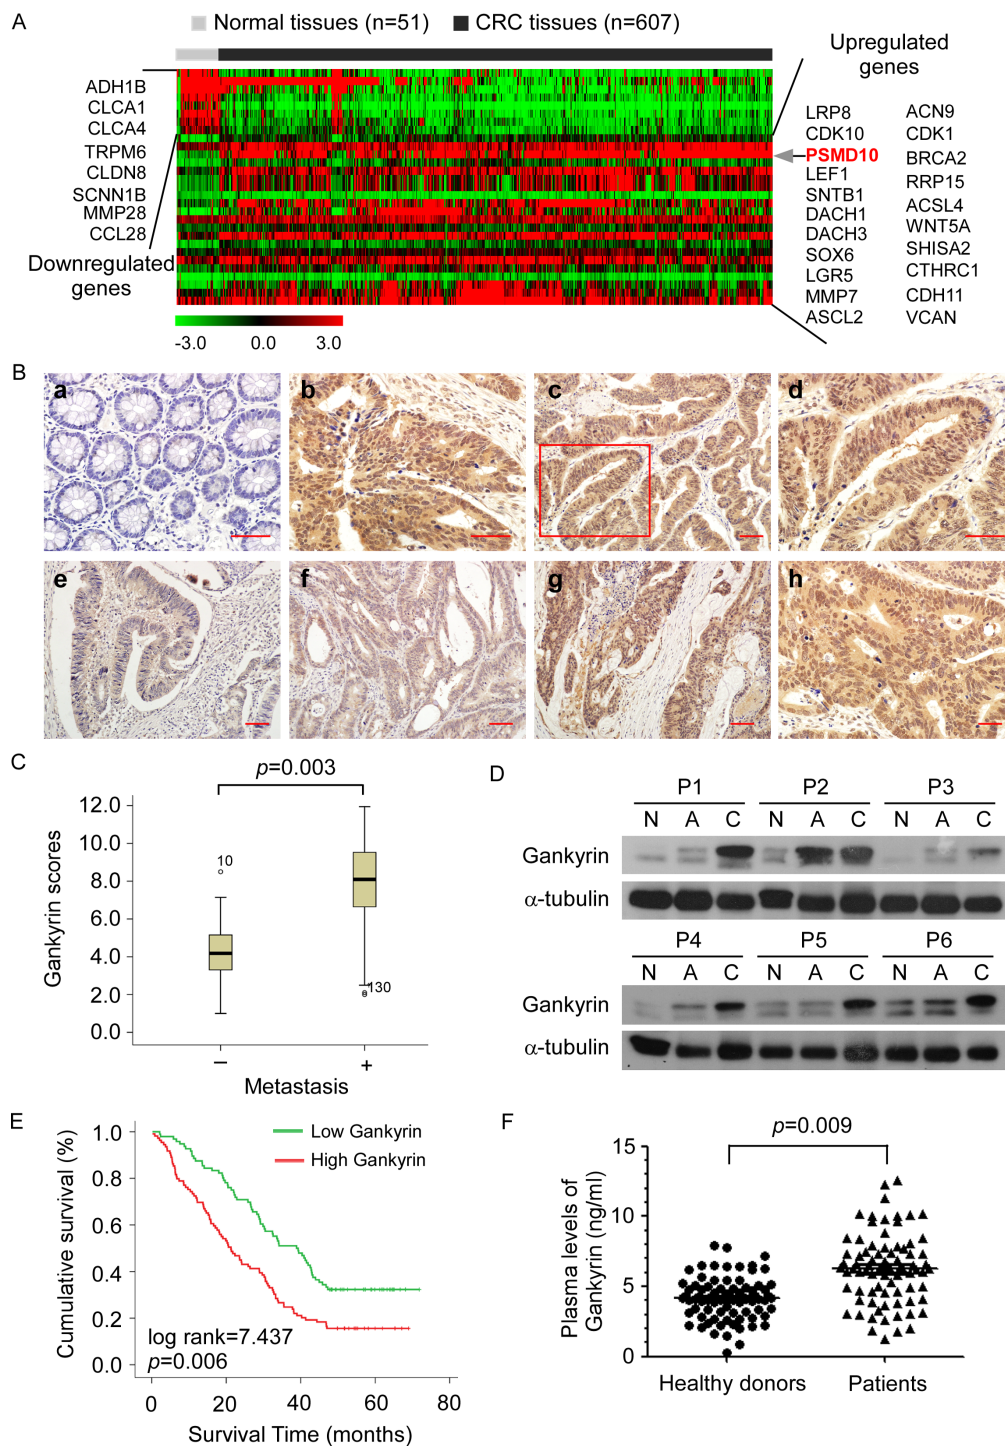 A
Normal tissues (n=51)
CRC tissues (n=607)
Upregulated
genes
ADH1B
CLCA1
CLCA4
TRPM6
CLDN8
SCNN1B
MMP28
CCL28
Downregulated
genes
LRP8
CDK10
PSMD10
LEF1
SNTB1
DACH1
DACH3
SOX6
LGR5
MMP7
ASCL2
ACN9
CDK1
BRCA2
RRP15
ACSL4
WNT5A
SHISA2
CTHRC1
CDH11
VCAN
-3.0 0.0 3.0
B
a b c d
e f g h
C
p=0.003
Gankyrin scores
12.0
10.0
8.0
6.0
4.0
2.0
0.0
10
130
− +
Metastasis
D
P1 P2 P3
N A C N A C N A C
Gankyrin
α-tubulin
P4 P5 P6
N A C N A C N A C
Gankyrin
α-tubulin
E
Cumulative survival (%)
1.0
0.8
0.6
0.4
0.2
0.0
Low Gankyrin
High Gankyrin
log rank=7.437
p=0.006
0 20 40 60 80
Survival Time (months)
F
p=0.009
Plasma levels of
Gankyrin (ng/ml)
15
10
5
0
Healthy donors Patients